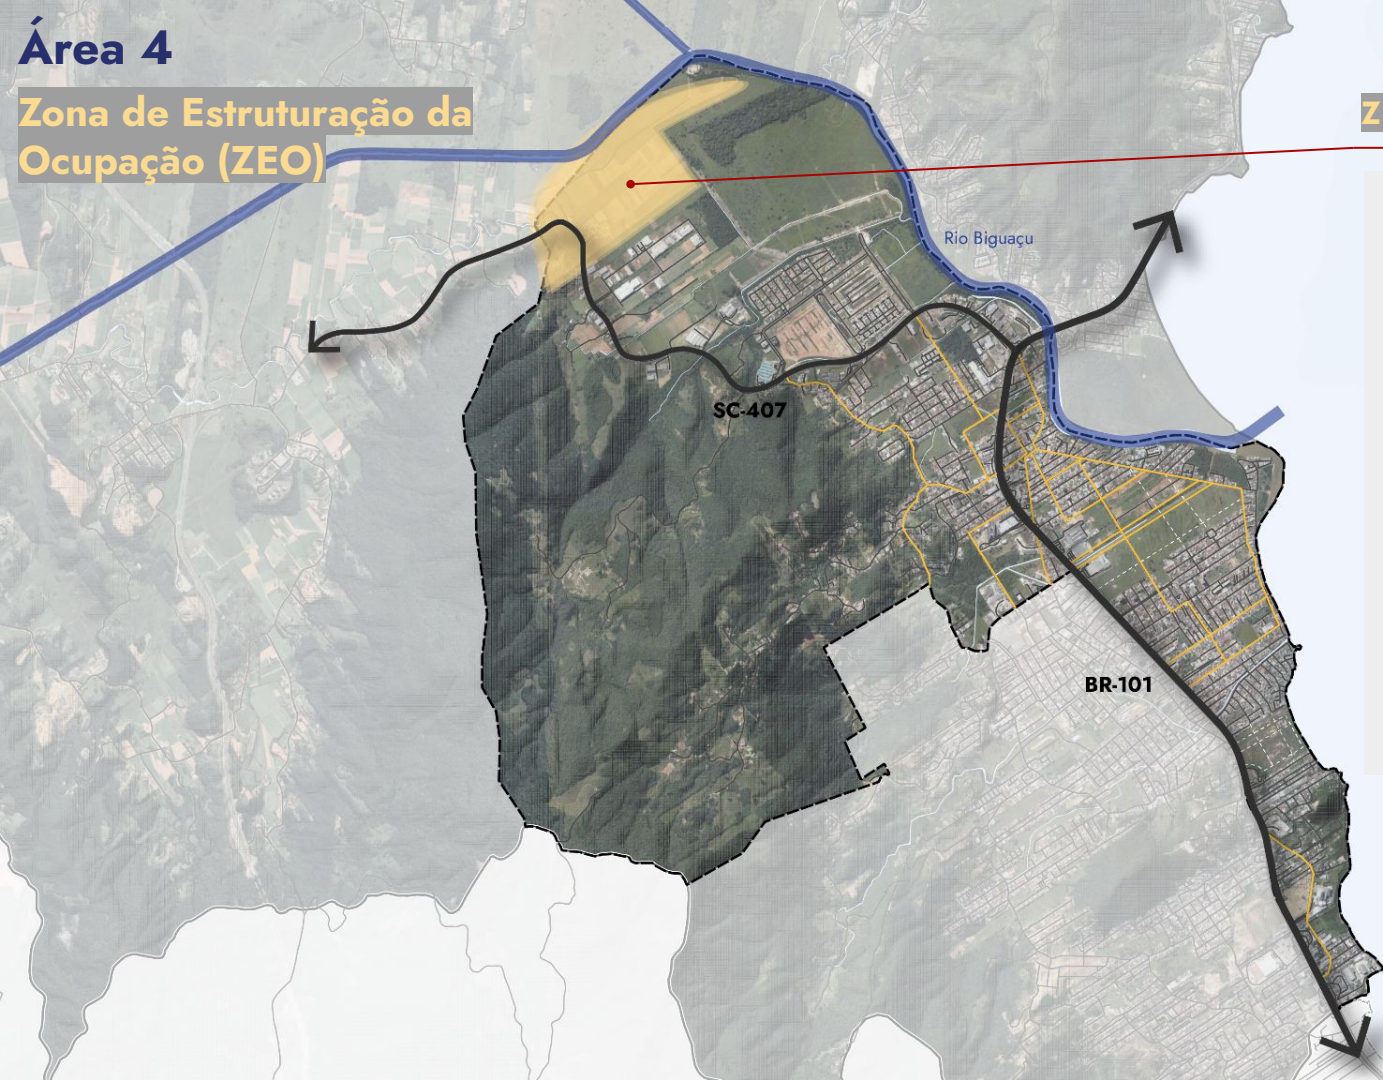 Área 4
Zona de Estruturação da
Ocupação (ZEO)
Z
Rio Biguaçu
SC-407
BR-101